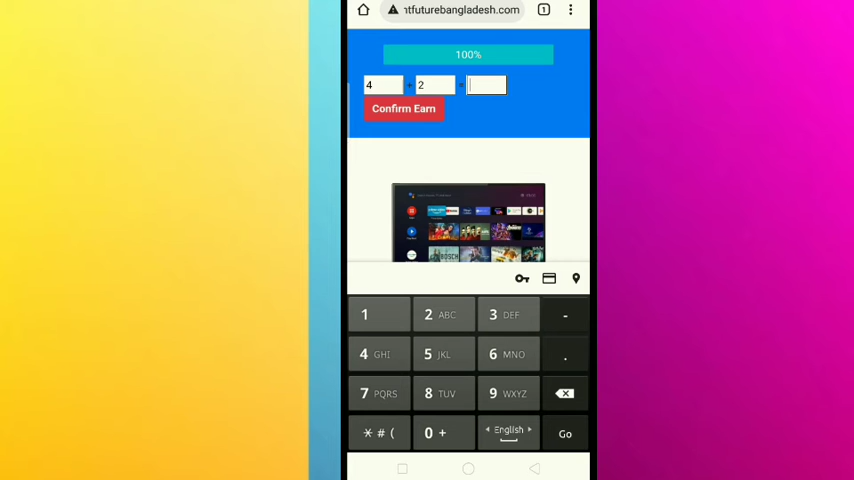 ntfuturebangladesh.com 1
100%
4 + 2 =
Confirm Earn
BOSCH
1 2 ABC 3 DEF -
4 GHI 5 JKL 6 MNO .
7 PQRS 8 TUV 9 WXYZ
* # ( 0 + English Go